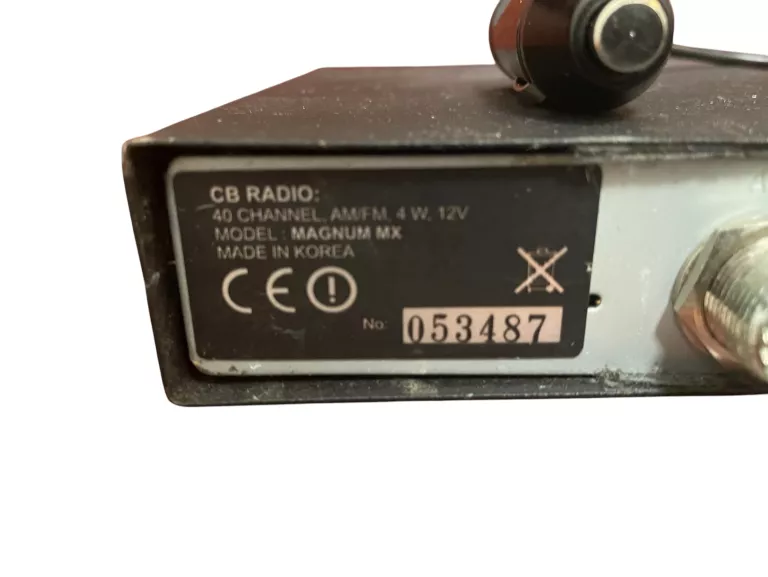 CB RADIO:
40 CHANNEL, AM/FM, 4 W, 12V
MODEL : MAGNUM MX
MADE IN KOREA
CE
No: 053487